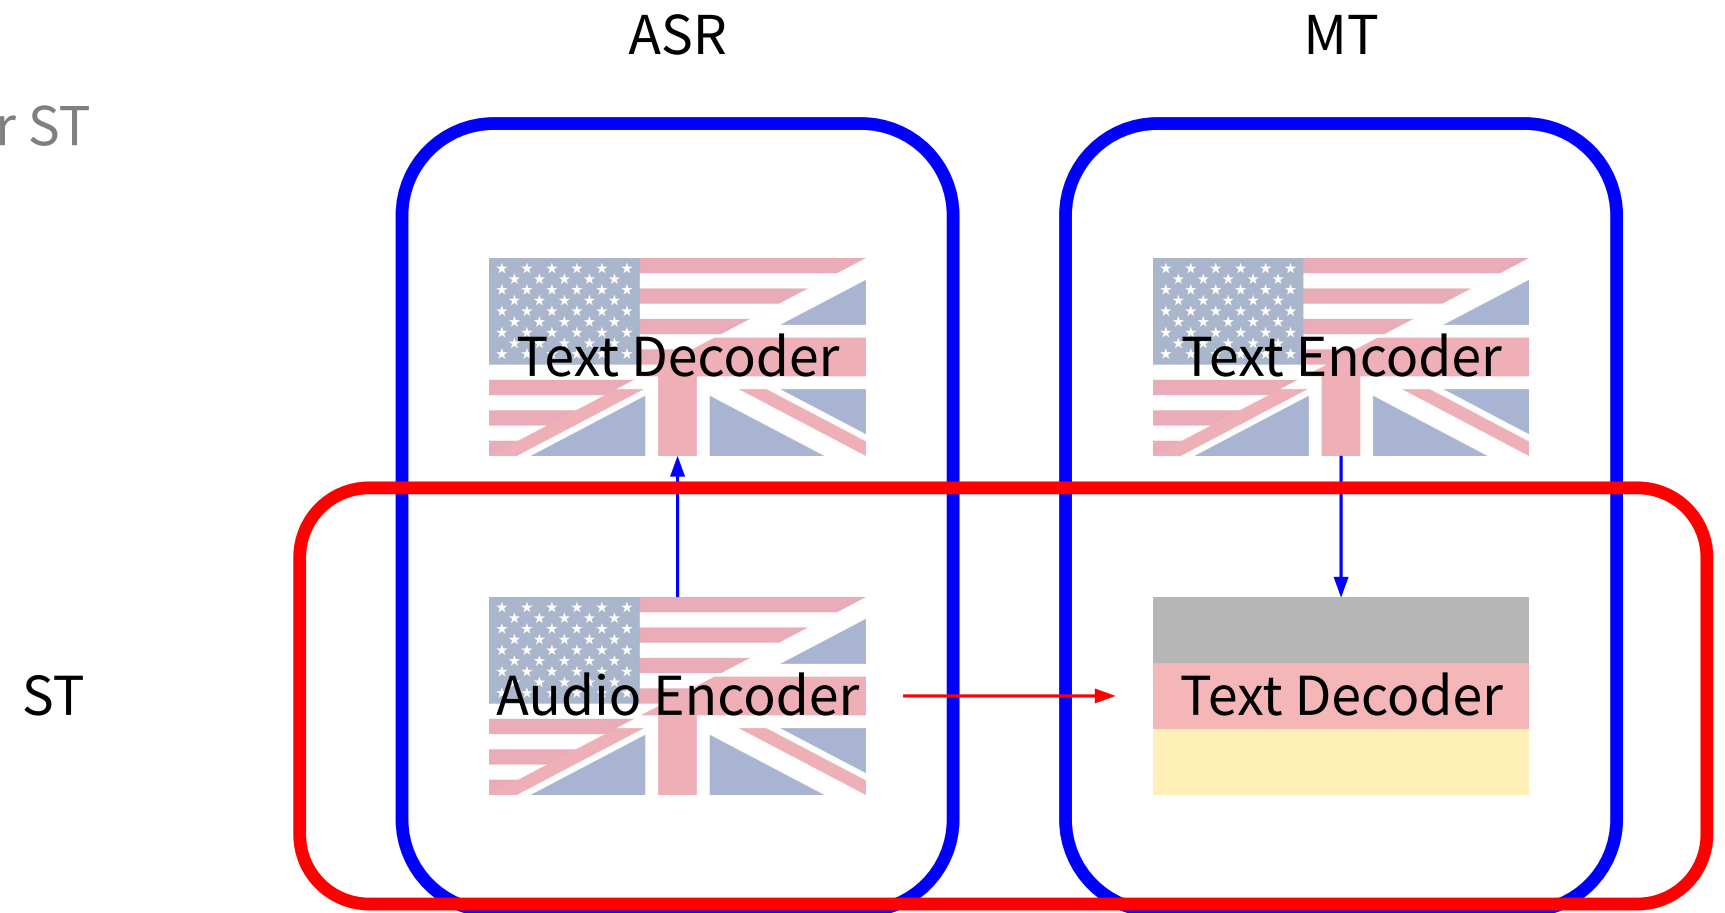 ASR MT
r ST
Text Decoder Text Encoder
ST Audio Encoder Text Decoder